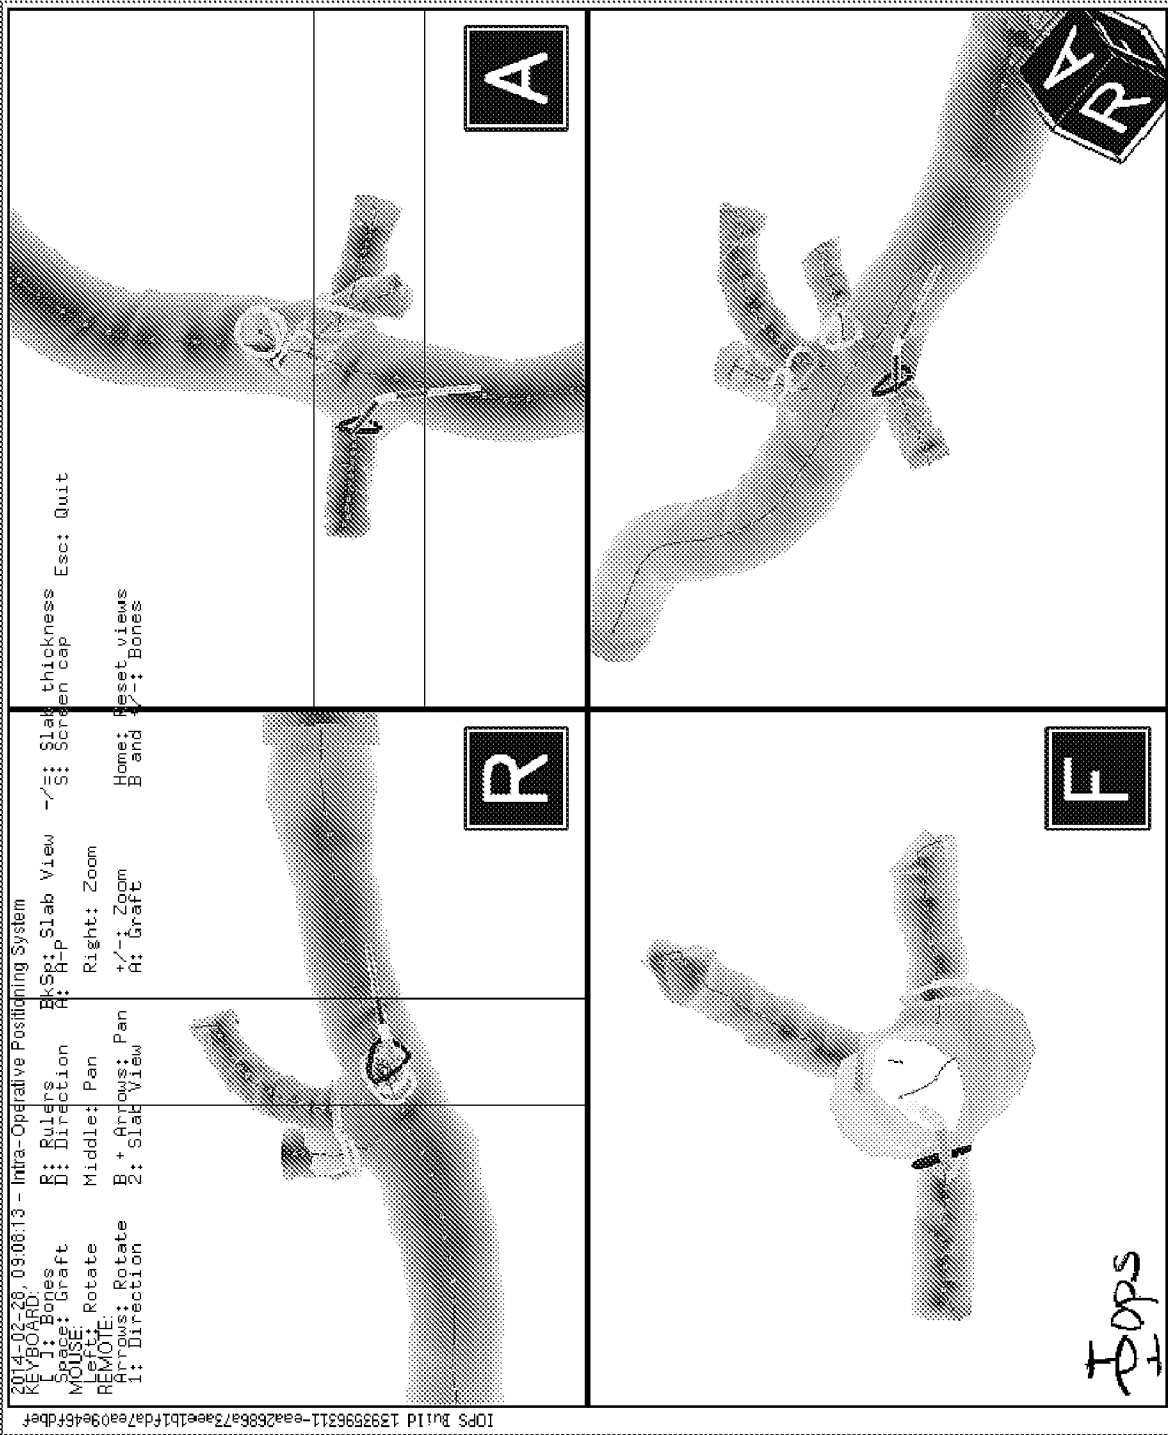 2014-02-28, 09:08:13 - Intra-Operative Positioning System
KEYBOARD:
[ ]: Bones R: Rulers BkSp: Slab View -/=: Slab thickness
Space: Graft D: Direction A: A-P S: Screen cap Esc: Quit
MOUSE:
Left: Rotate Middle: Pan Right: Zoom
REMOTE:
Arrows: Rotate B + Arrows: Pan +/-: Zoom Home: Reset views
1: Direction 2: Slab View A: Graft B and +/-: Bones
R
A
F
A
R
IOPS
IOPS Build